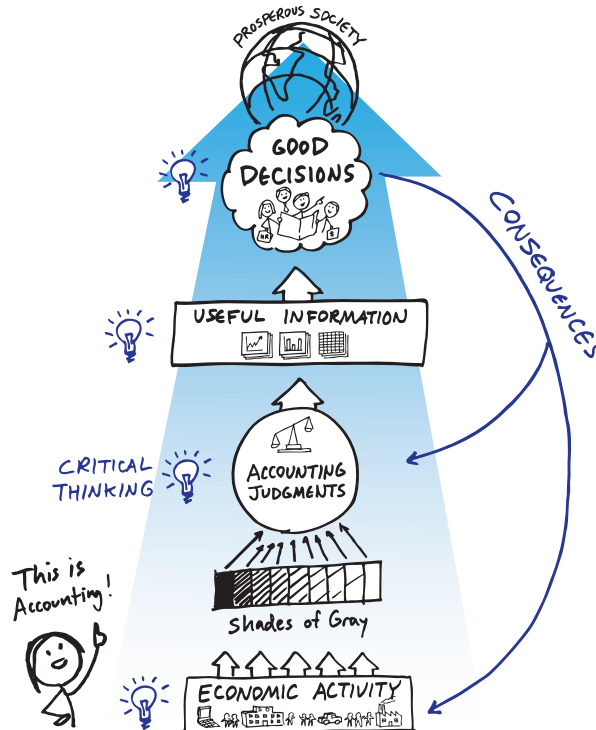 PROSPEROUS SOCIETY
GOOD
DECISIONS
HR
$
CONSEQUENCES
USEFUL INFORMATION
CRITICAL
THINKING
ACCOUNTING
JUDGMENTS
Shades of Gray
This is
Accounting!
ECONOMIC ACTIVITY